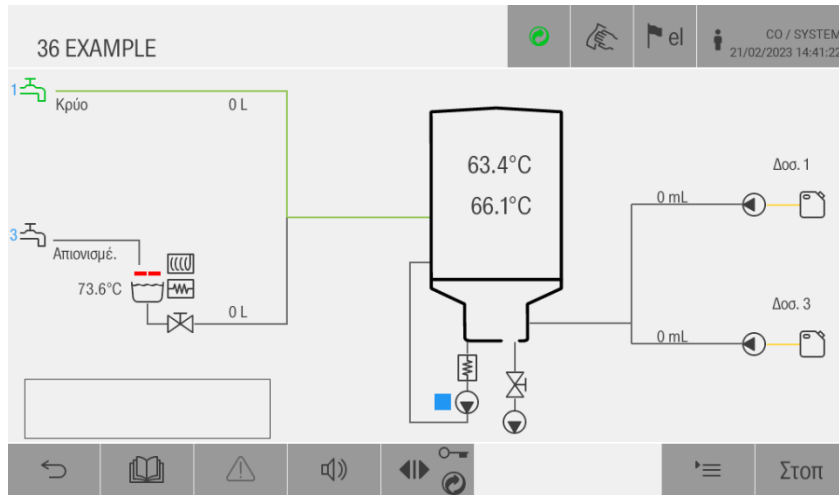 36 EXAMPLE
el
CO / SYSTEM
21/02/2023 14:41:22
1
Κρύο
0 L
63.4°C
66.1°C
Δοσ. 1
0 mL
3
Απιονισμέ.
73.6°C
0 L
Δοσ. 3
0 mL
Στοπ